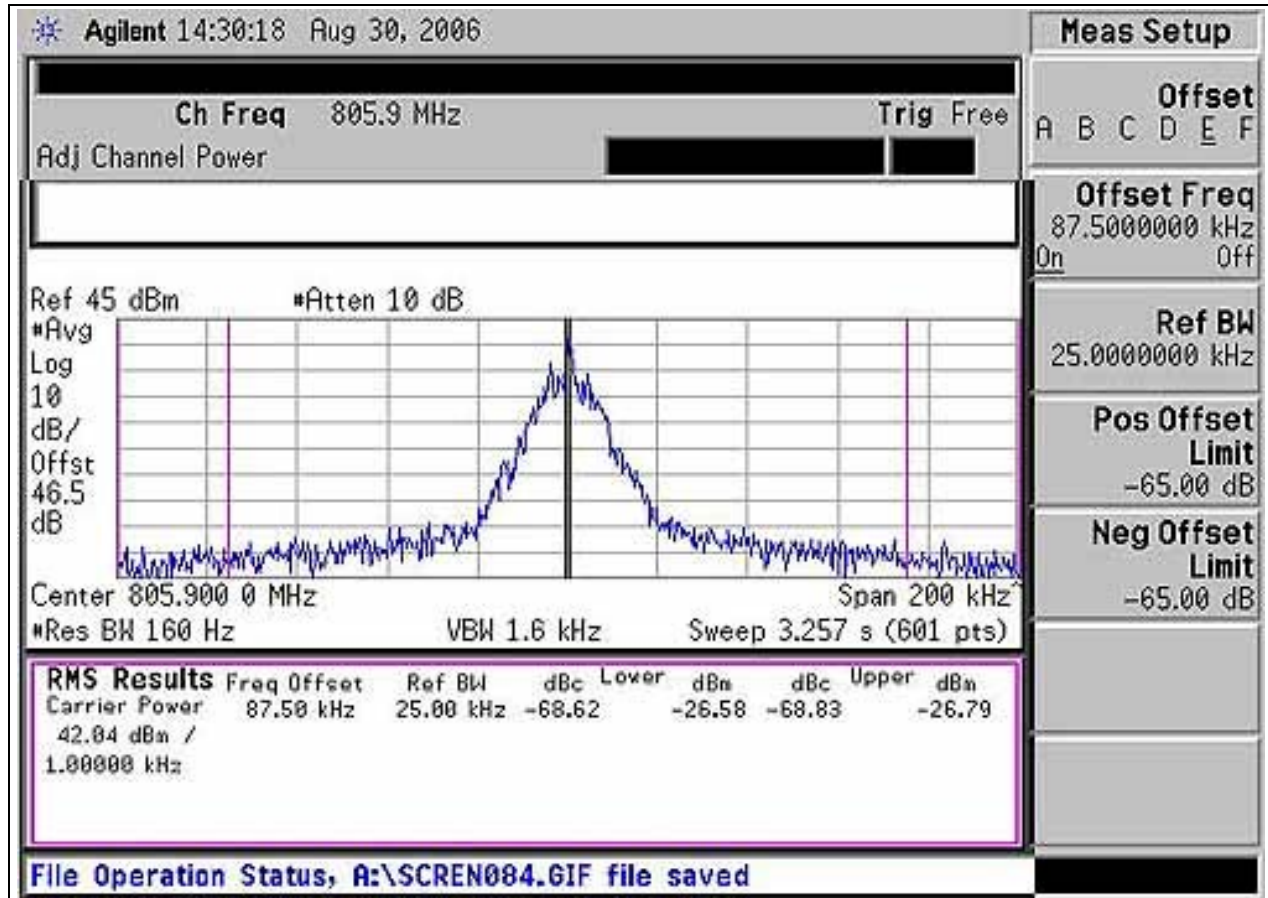 Agilent 14:30:18 Aug 30, 2006
Meas Setup
Ch Freq 805.9 MHz
Trig Free
Adj Channel Power
Offset
A B C D E F
Offset Freq
87.5000000 kHz
On Off
Ref BW
25.0000000 kHz
Pos Offset
Limit
-65.00 dB
Neg Offset
Limit
-65.00 dB
Ref 45 dBm #Atten 10 dB
#Avg
Log
10
dB/
Offst
46.5
dB
Center 805.900 0 MHz Span 200 kHz^
#Res BW 160 Hz VBW 1.6 kHz Sweep 3.257 s (601 pts)
RMS Results Freq Offset Ref BW dBc Lower dBm dBc Upper dBm
Carrier Power 87.50 kHz 25.00 kHz -68.62 -26.58 -68.83 -26.79
42.04 dBm /
1.00000 kHz
File Operation Status, A:\SCREN084.GIF file saved